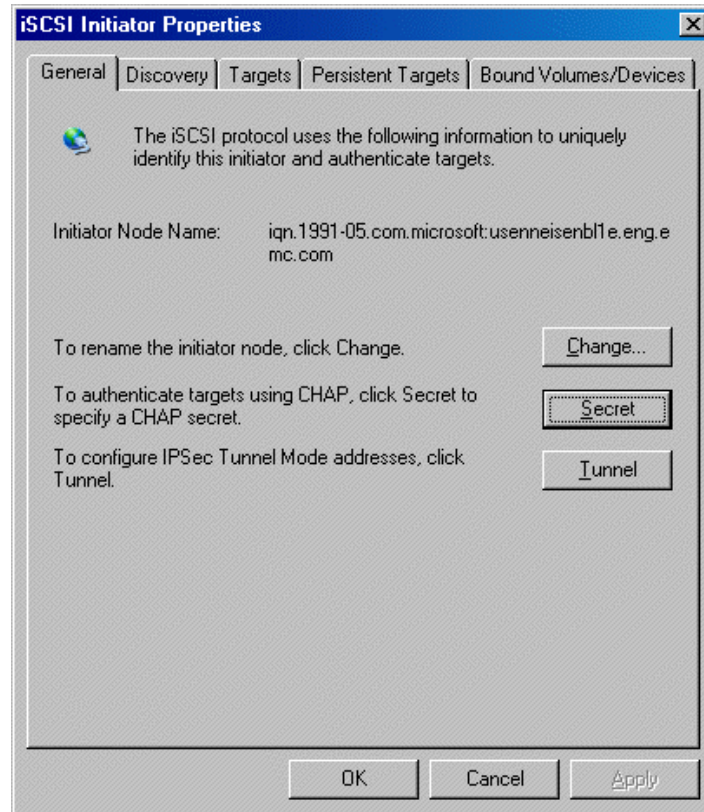 iSCSI Initiator Properties
General Discovery Targets Persistent Targets Bound Volumes/Devices
The iSCSI protocol uses the following information to uniquely
identify this initiator and authenticate targets.
Initiator Node Name: iqn.1991-05.com.microsoft:usenneisenbl1e.eng.e
mc.com
To rename the initiator node, click Change. Change...
To authenticate targets using CHAP, click Secret to
specify a CHAP secret.
Secret
To configure IPSec Tunnel Mode addresses, click
Tunnel.
Tunnel
OK Cancel Apply